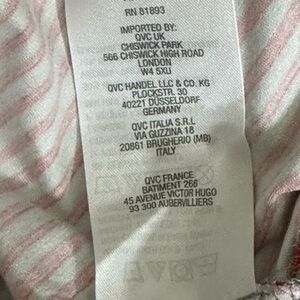 RN 81893
IMPORTED BY:
QVC UK
CHISWICK PARK
566 CHISWICK HIGH ROAD
LONDON
W4 5XU
QVC HANDEL LLC & CO. KG
PLOCKSTR. 30
40221 DÜSSELDORF
GERMANY
QVC ITALIA S.R.L
VIA GUZZINA 18
20861 BRUGHERIO (MB)
ITALY
QVC FRANCE
BATIMENT 266
45 AVENUE VICTOR HUGO
93 300 AUBERVILLIERS